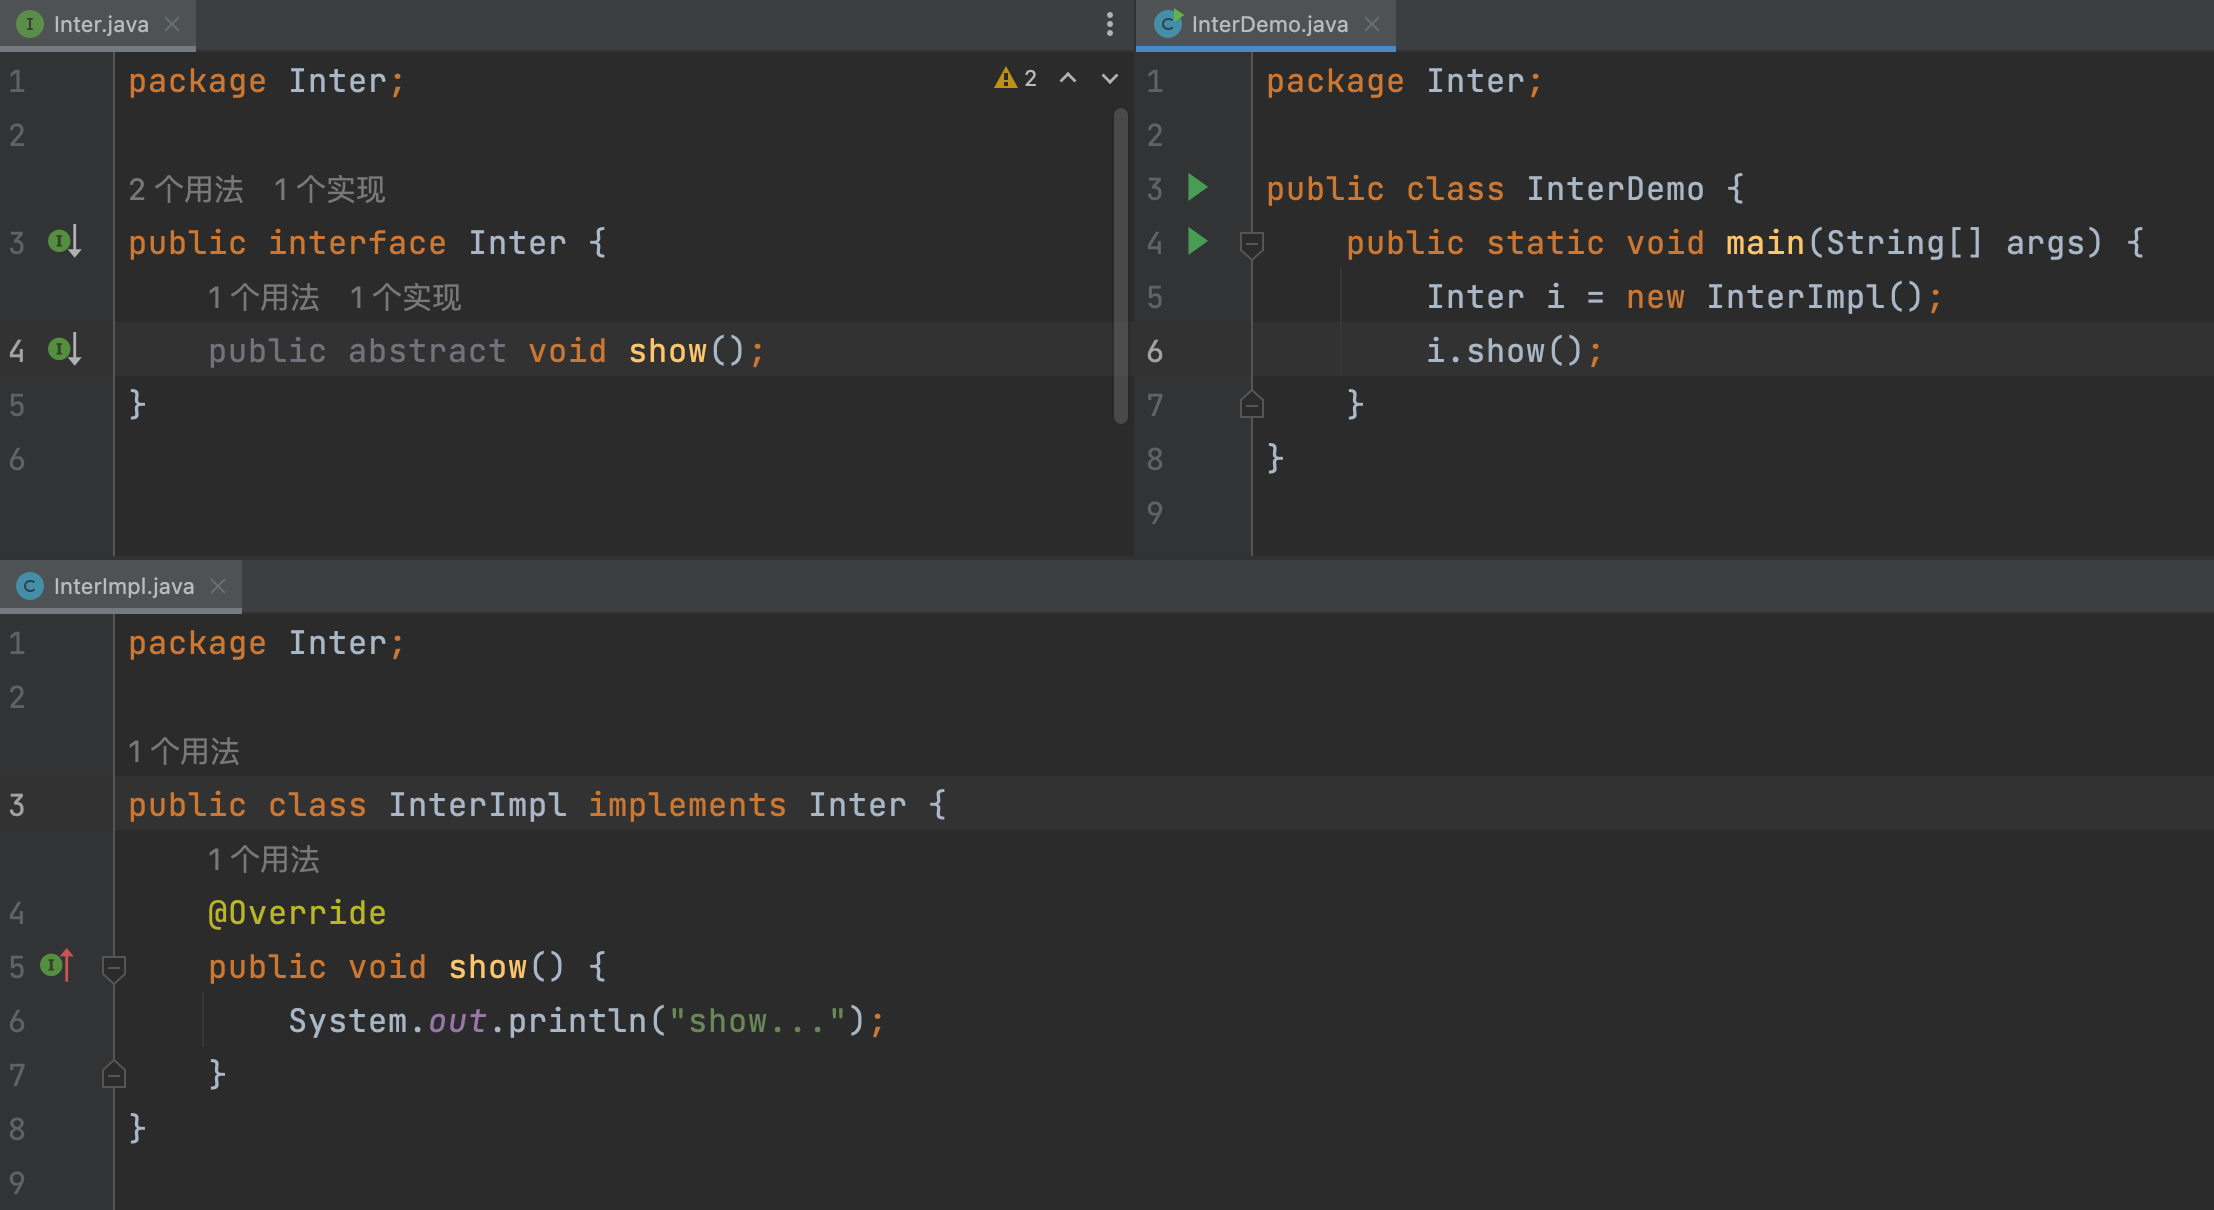 Inter.java
1 package Inter;
2
2 个用法 1 个实现
3 public interface Inter {
1 个用法 1 个实现
4 public abstract void show();
5 }
6
2
InterDemo.java
1 package Inter;
2
3 public class InterDemo {
4 public static void main(String[] args) {
5 Inter i = new InterImpl();
6 i.show();
7 }
8 }
9
InterImpl.java
1 package Inter;
2
1 个用法
3 public class InterImpl implements Inter {
1 个用法
4 @Override
5 public void show() {
6 System.out.println("show...");
7 }
8 }
9